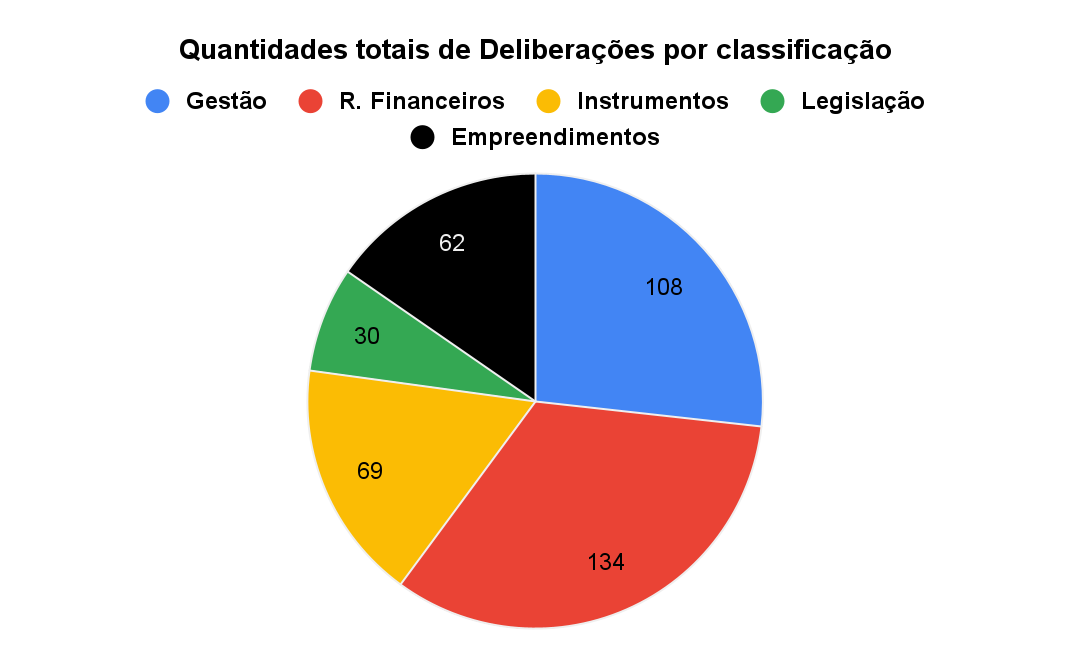 Quantidades totais de Deliberações por classificação
Gestão R. Financeiros Instrumentos Legislação
Empreendimentos
62
108
30
69
134